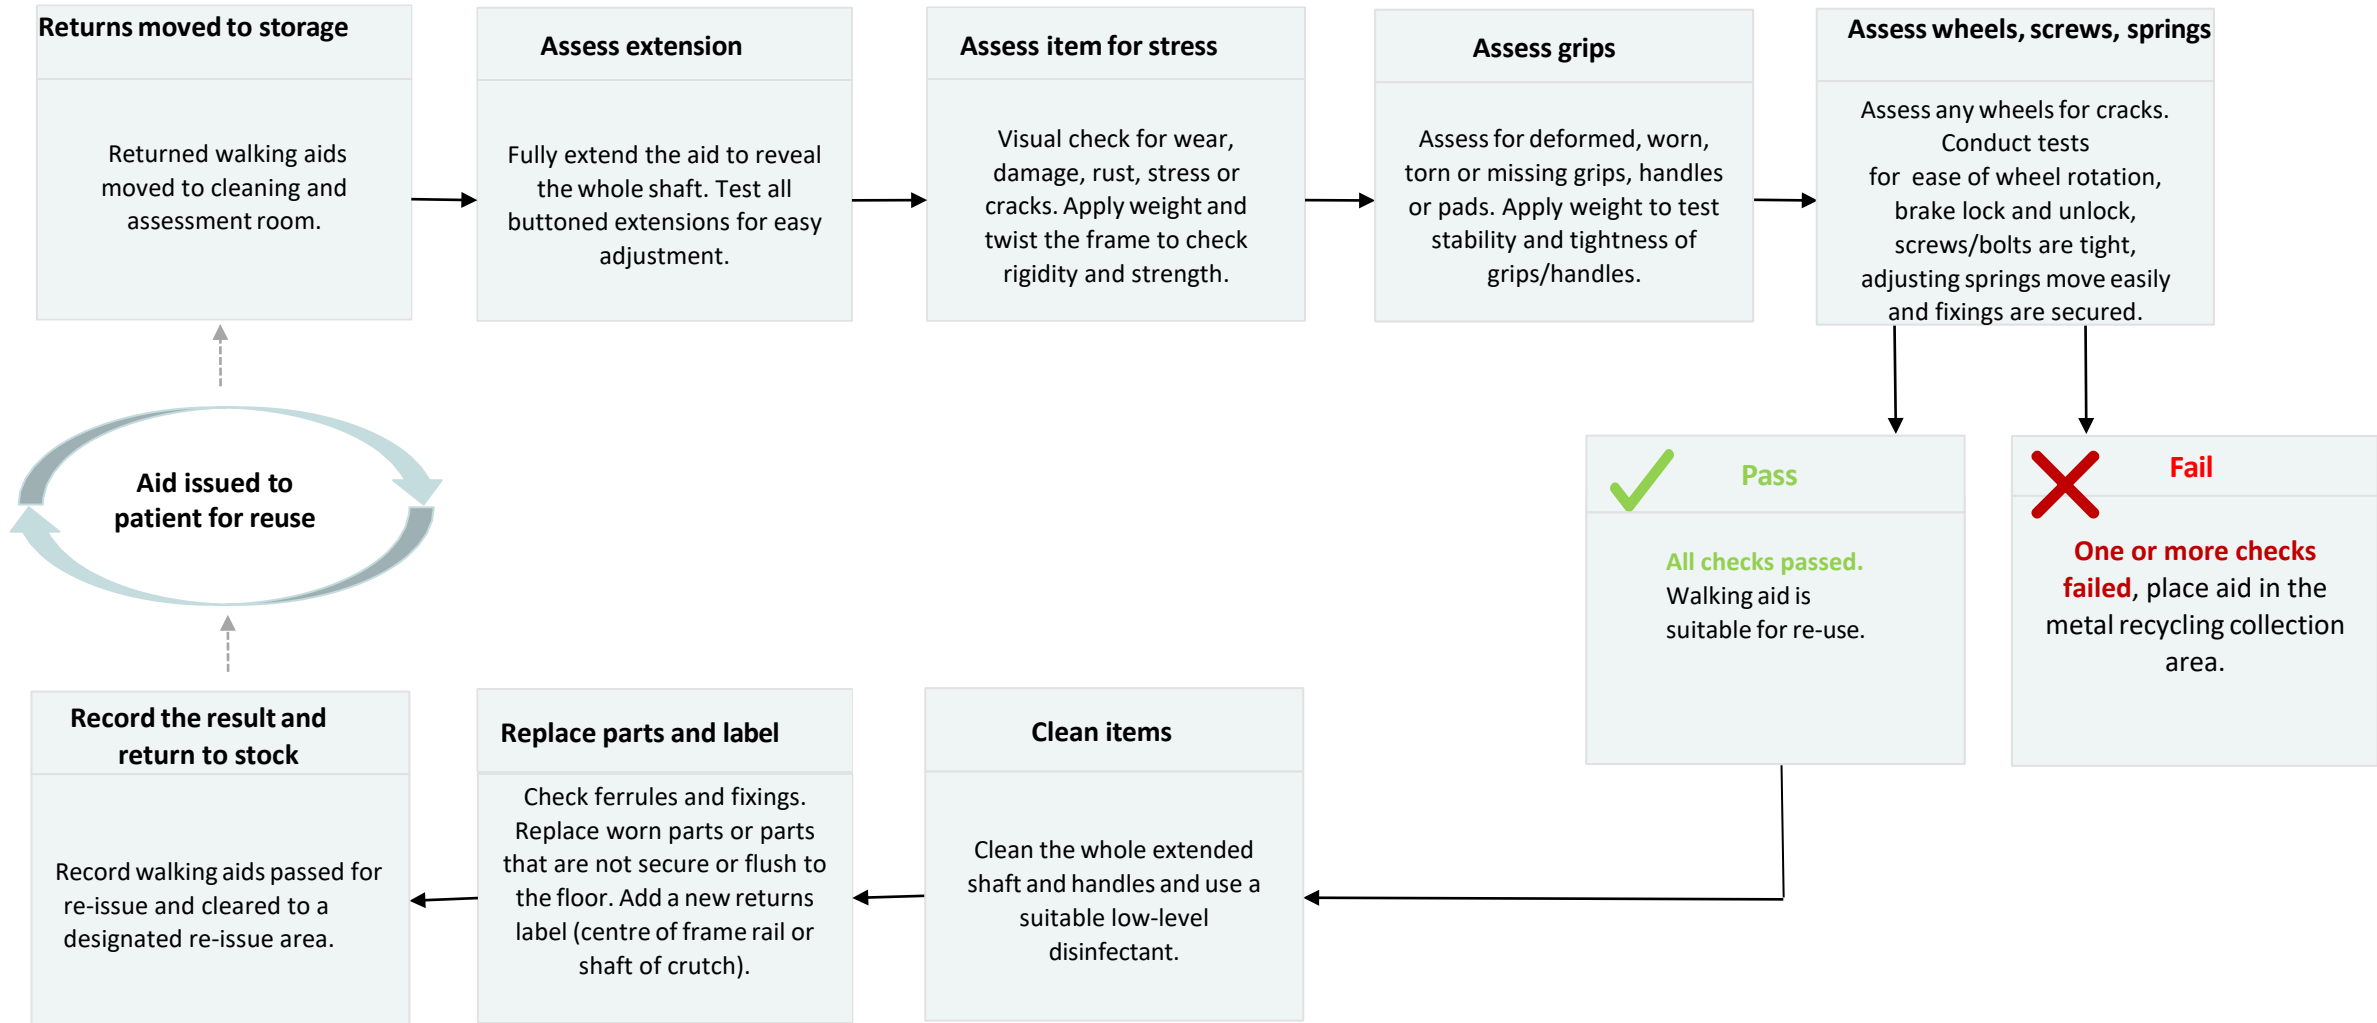 Returns moved to storage
Returned walking aids
moved to cleaning and
assessment room.
Assess extension
Fully extend the aid to reveal
the whole shaft. Test all
buttoned extensions for easy
adjustment.
Assess item for stress
Visual check for wear,
damage, rust, stress or
cracks. Apply weight and
twist the frame to check
rigidity and strength.
Assess grips
Assess for deformed, worn,
torn or missing grips, handles
or pads. Apply weight to test
stability and tightness of
grips/handles.
Assess wheels, screws, springs
Assess any wheels for cracks.
Conduct tests
for ease of wheel rotation,
brake lock and unlock,
screws/bolts are tight,
adjusting springs move easily
and fixings are secured.
Pass
All checks passed.
Walking aid is
suitable for re-use.
Fail
One or more checks
failed, place aid in the
metal recycling collection
area.
Clean items
Clean the whole extended
shaft and handles and use a
suitable low-level
disinfectant.
Replace parts and label
Check ferrules and fixings.
Replace worn parts or parts
that are not secure or flush to
the floor. Add a new returns
label (centre of frame rail or
shaft of crutch).
Record the result and
return to stock
Record walking aids passed for
re-issue and cleared to a
designated re-issue area.
Aid issued to
patient for reuse